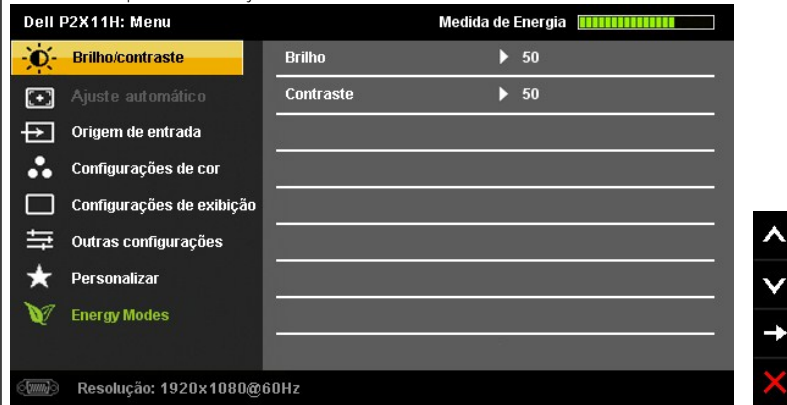 Dell P2X11H: Menu
Medida de Energia
Brilho/contraste
Brilho 50
Ajuste automático
Contraste 50
Origem de entrada
Configurações de cor
Configurações de exibição
Outras configurações
Personalizar
Energy Modes
Resolução: 1920x1080@60Hz